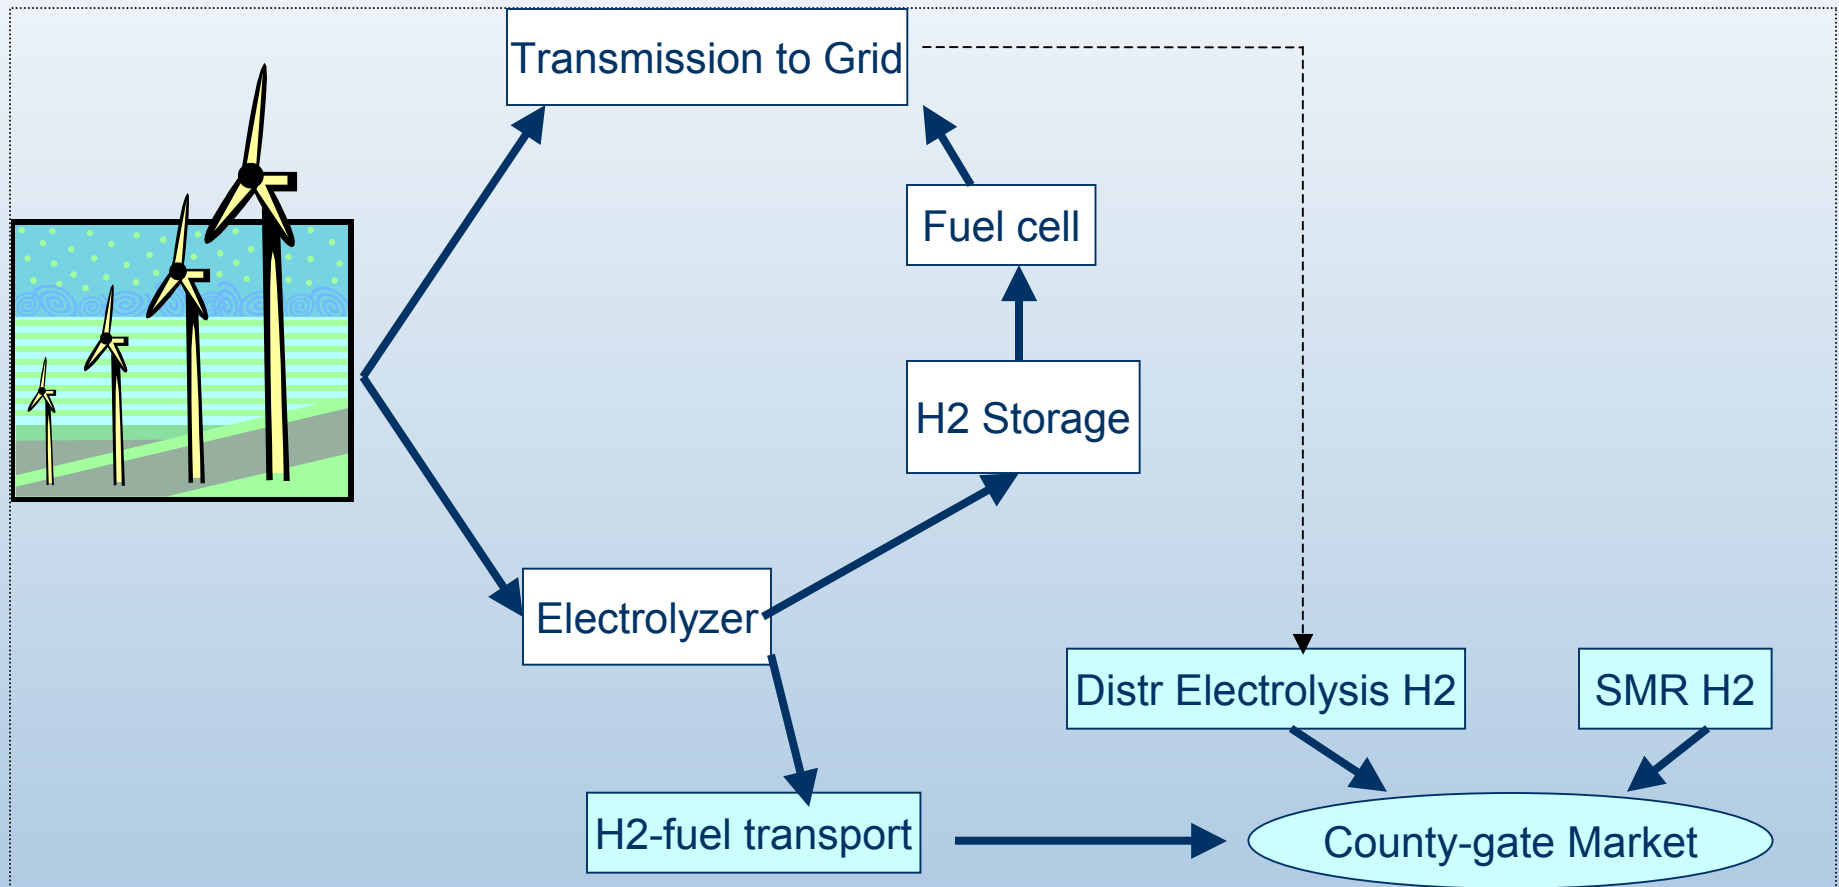 Transmission to Grid
Fuel cell
H2 Storage
Electrolyzer
Distr Electrolysis H2
SMR H2
H2-fuel transport
County-gate Market